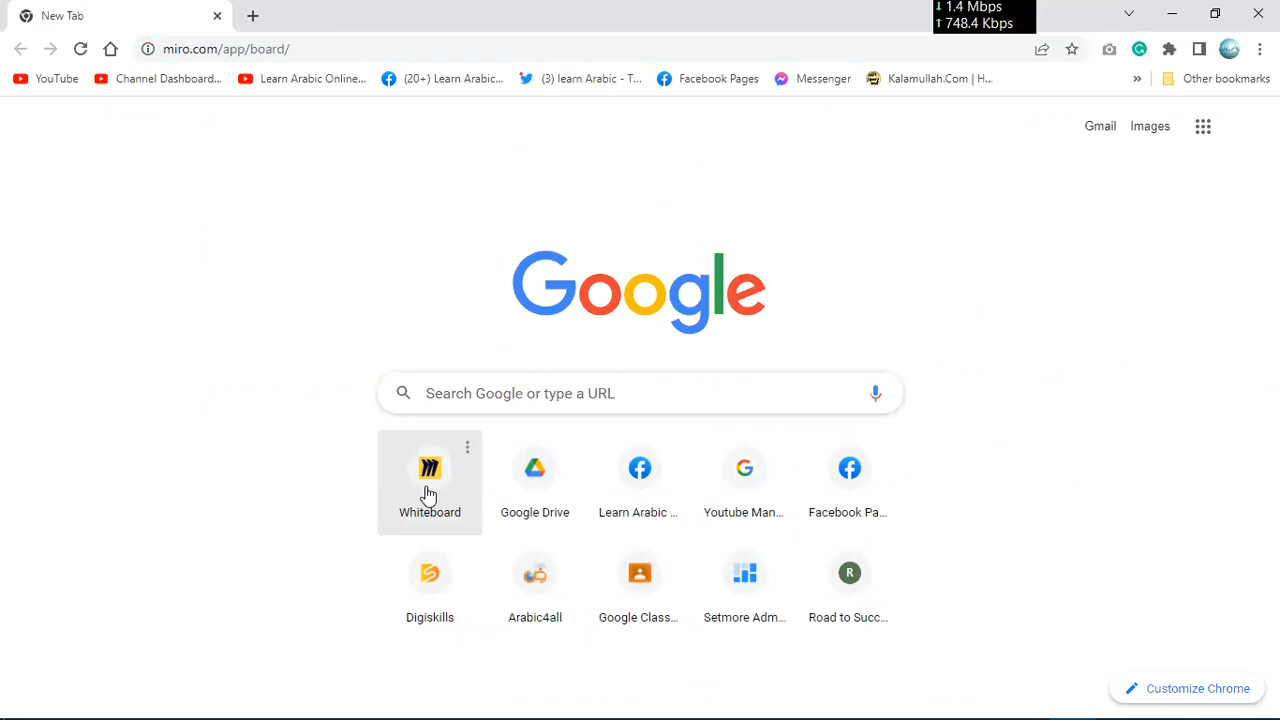 New Tab
↓ 1.4 Mbps
↑ 748.4 Kbps
miro.com/app/board/
YouTube
Channel Dashboard...
Learn Arabic Online...
(20+) Learn Arabic...
(3) learn Arabic - T...
Facebook Pages
Messenger
Kalamullah.Com | H...
»
Other bookmarks
Gmail
Images
Google
Search Google or type a URL
Whiteboard
Google Drive
Learn Arabic ...
Youtube Man...
Facebook Pa...
R
Digiskills
Arabic4all
Google Class...
Setmore Adm...
Road to Succ...
Customize Chrome